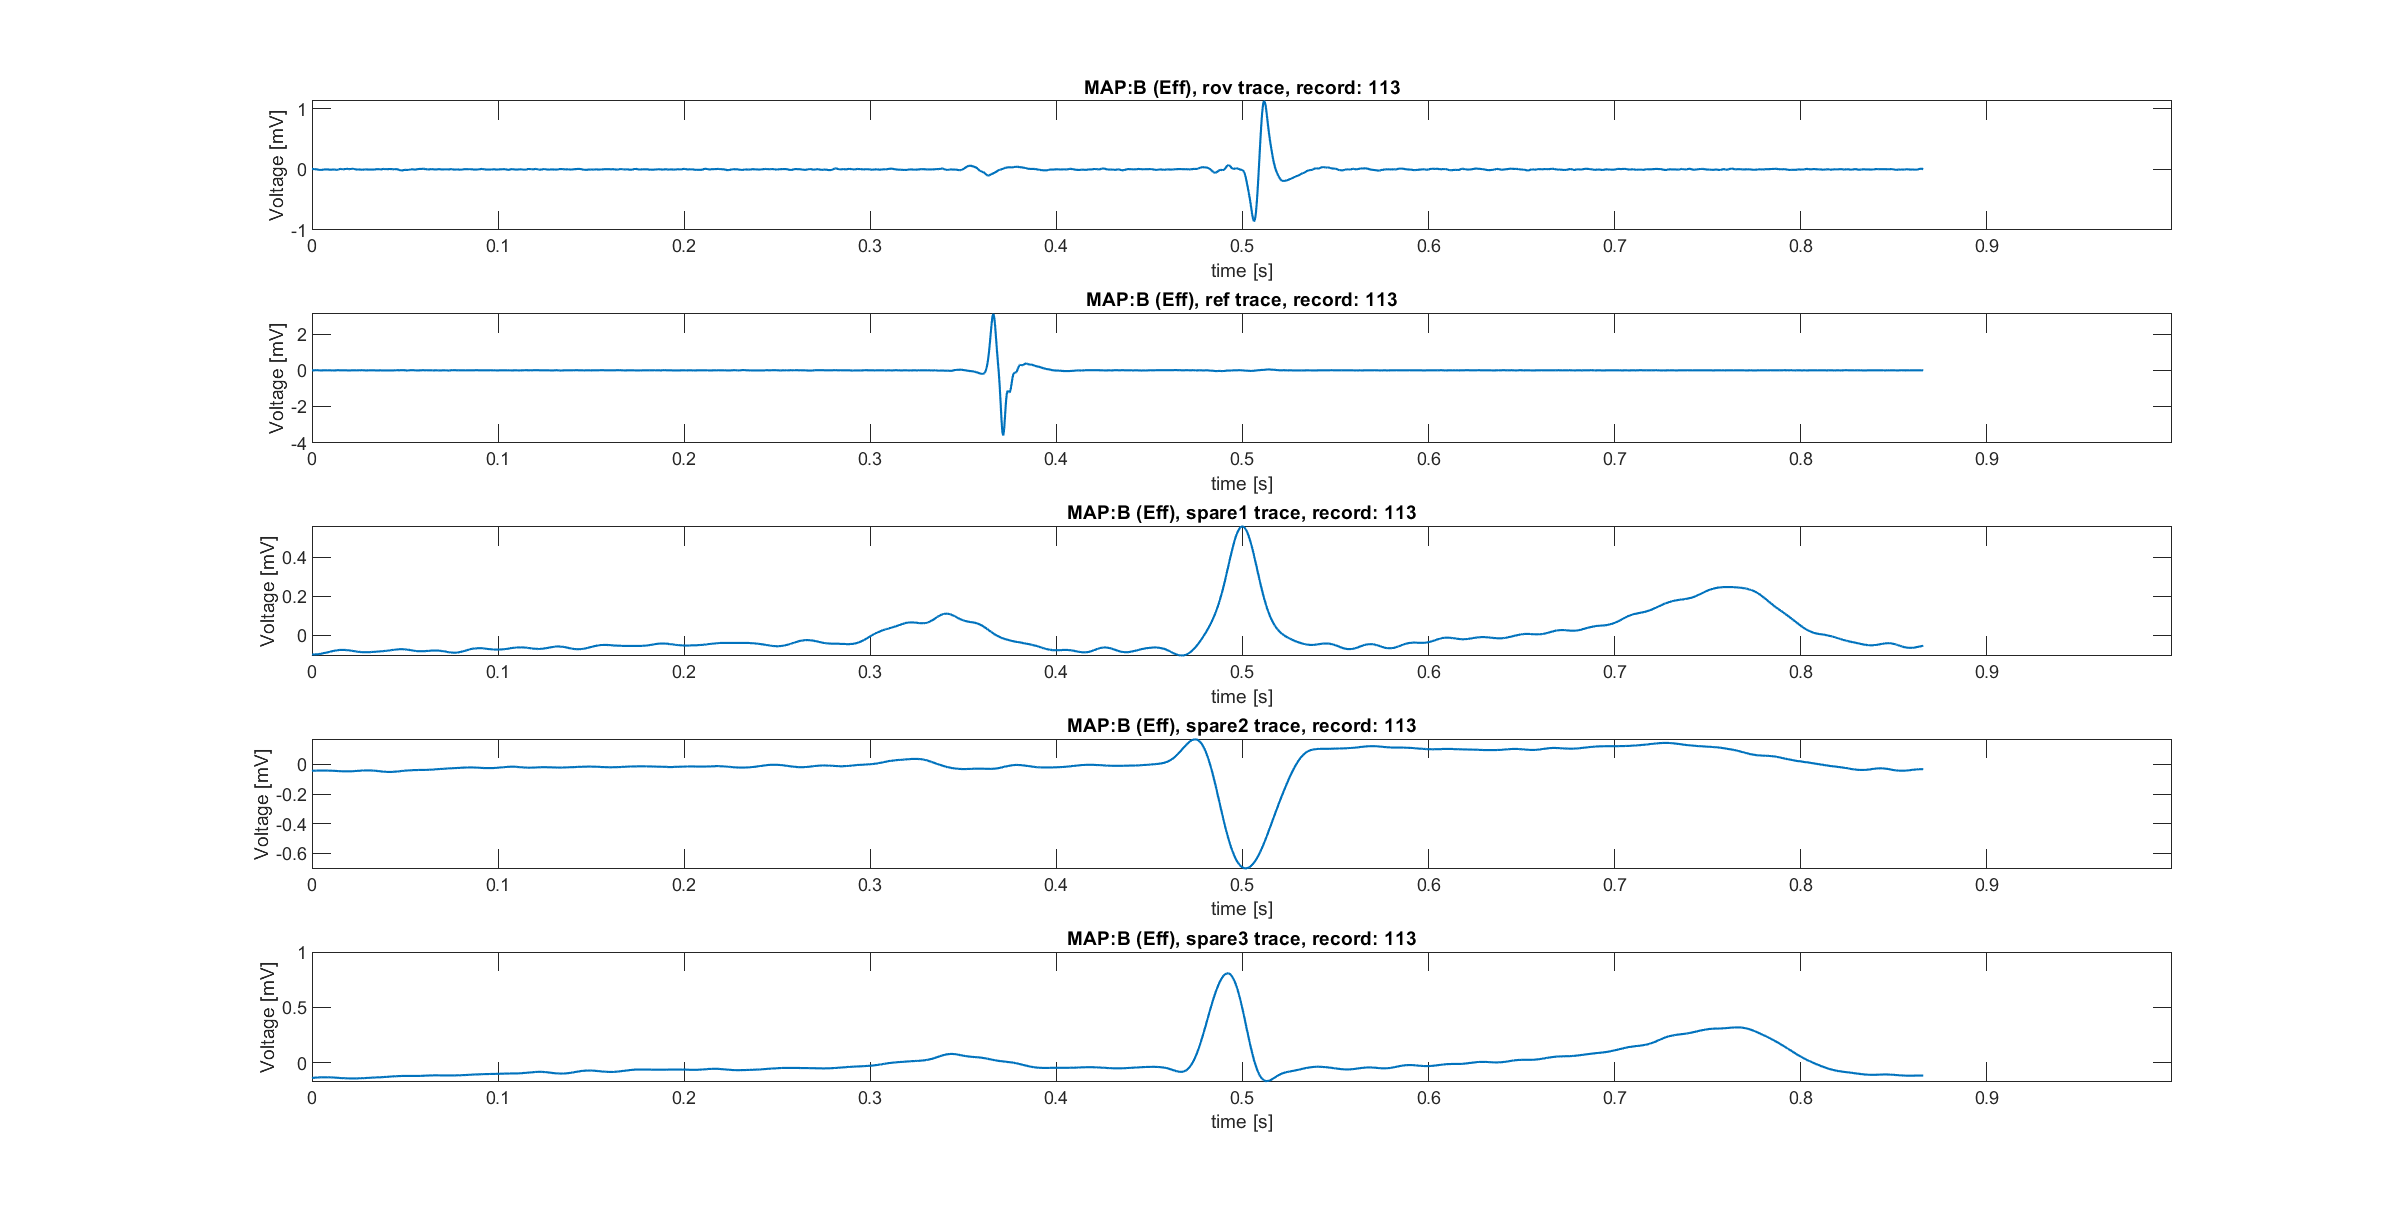 MAP:B (Eff), rov trace, record: 113
Voltage [mV]
1
0
-1
0 0.1 0.2 0.3 0.4 0.5 0.6 0.7 0.8 0.9
time [s]
MAP:B (Eff), ref trace, record: 113
Voltage [mV]
2
0
-2
-4
0 0.1 0.2 0.3 0.4 0.5 0.6 0.7 0.8 0.9
time [s]
MAP:B (Eff), spare1 trace, record: 113
Voltage [mV]
0.4
0.2
0
0 0.1 0.2 0.3 0.4 0.5 0.6 0.7 0.8 0.9
time [s]
MAP:B (Eff), spare2 trace, record: 113
Voltage [mV]
0
-0.2
-0.4
-0.6
0 0.1 0.2 0.3 0.4 0.5 0.6 0.7 0.8 0.9
time [s]
MAP:B (Eff), spare3 trace, record: 113
Voltage [mV]
1
0.5
0
0 0.1 0.2 0.3 0.4 0.5 0.6 0.7 0.8 0.9
time [s]